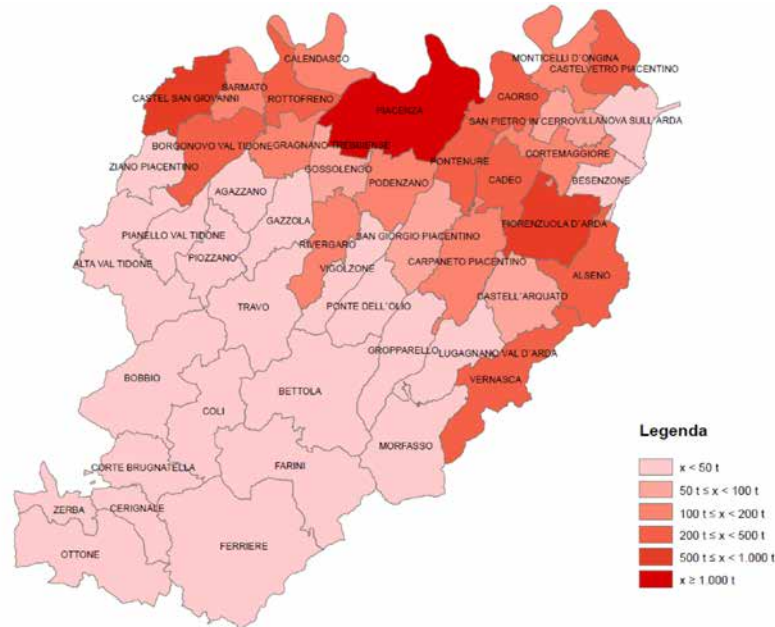 CALENDASCO
MONTICELLI D'ONGINA
CASTELVETRO PIACENTINO
SARMATO
CASTEL SAN GIOVANNI
ROTTOFRENO
CAORSO
PIACENZA
SAN PIETRO IN CERRO
VILLANOVA SULL'ARDA
BORGONOVO VAL TIDONE
GRAGNANO TREBBIENSE
CORTEMAGGIORE
ZIANO PIACENTINO
GOSSOLENGO
PONTENURE
BESENZONE
PODENZANO
CADEO
AGAZZANO
GAZZOLA
FIORENZUOLA D'ARDA
PIANELLO VAL TIDONE
SAN GIORGIO PIACENTINO
RIVERGARO
ALTA VAL TIDONE
PIOZZANO
VIGOLZONE
CARPANETO PIACENTINO
ALSENO
CASTELL'ARQUATO
TRAVO
PONTE DELL'OLIO
GROPPARELLO
LUGAGNANO VAL D'ARDA
BOBBIO
BETTOLA
VERNASCA
COLI
MORFASSO
CORTE BRUGNATELLA
FARINI
ZERBA
CERIGNALE
FERRIERE
OTTONE
Legenda
x < 50 t
50 t ≤ x < 100 t
100 t ≤ x < 200 t
200 t ≤ x < 500 t
500 t ≤ x < 1.000 t
x ≥ 1.000 t